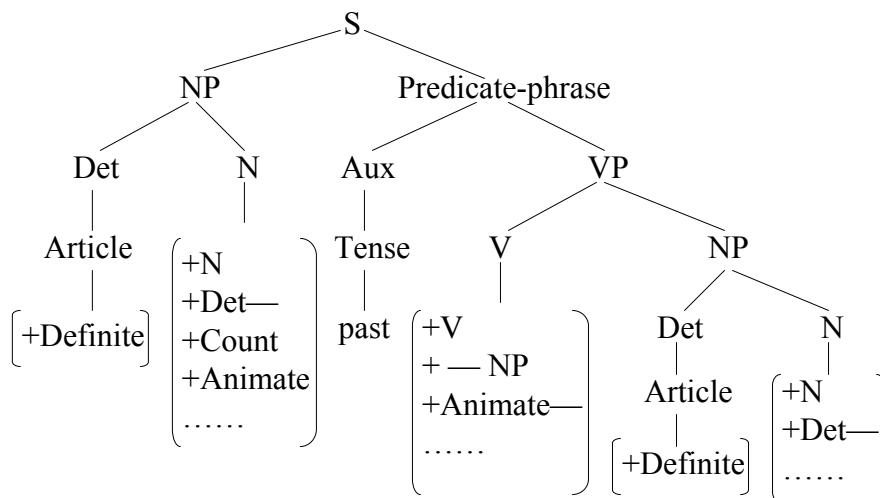 S
NP Predicate-phrase
Det N Aux VP
Article Tense V NP
[+Definite] +N +Det— +Count +Animate …… past +V + — NP +Animate— …… Det N
Article +N
+Det—
[+Definite] ……